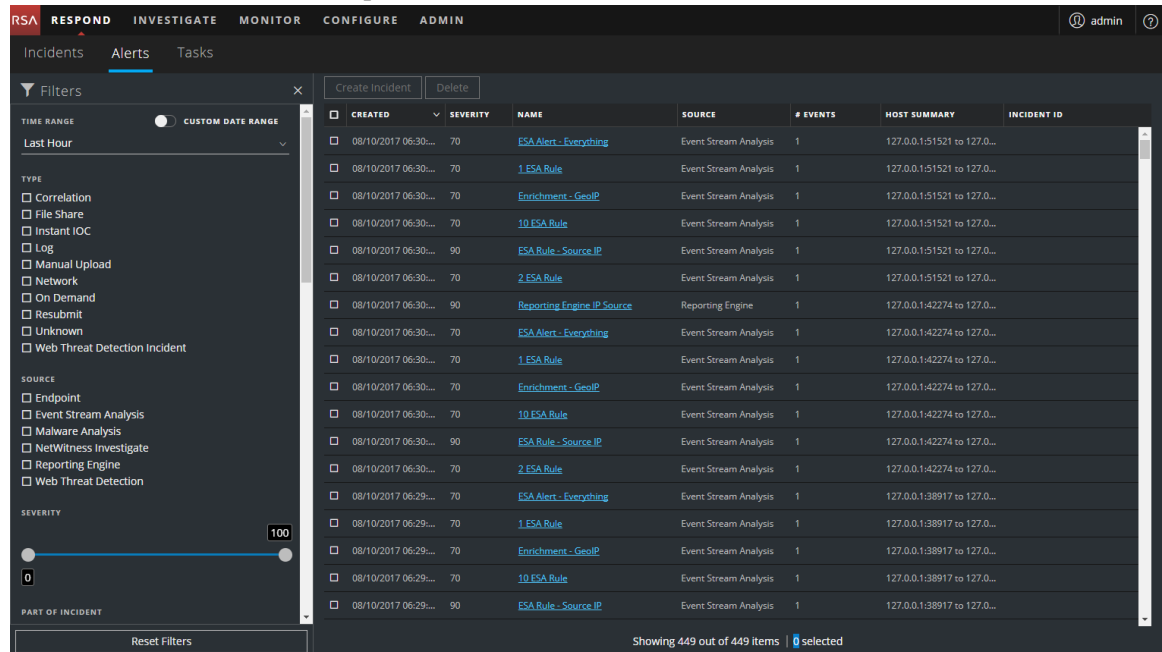 RSA RESPOND INVESTIGATE MONITOR CONFIGURE ADMIN admin ?
Incidents Alerts Tasks
Filters ×
TIME RANGE CUSTOM DATE RANGE
Last Hour
TYPE
Correlation
File Share
Instant IOC
Log
Manual Upload
Network
On Demand
Resubmit
Unknown
Web Threat Detection Incident
SOURCE
Endpoint
Event Stream Analysis
Malware Analysis
NetWitness Investigate
Reporting Engine
Web Threat Detection
SEVERITY
100
0
PART OF INCIDENT
Reset Filters
Create Incident Delete
CREATED SEVERITY NAME SOURCE # EVENTS HOST SUMMARY INCIDENT ID
08/10/2017 06:30:... 70 ESA Alert - Everything Event Stream Analysis 1 127.0.0.1:51521 to 127.0...
08/10/2017 06:30:... 70 1 ESA Rule Event Stream Analysis 1 127.0.0.1:51521 to 127.0...
08/10/2017 06:30:... 70 Enrichment - GeoIP Event Stream Analysis 1 127.0.0.1:51521 to 127.0...
08/10/2017 06:30:... 70 10 ESA Rule Event Stream Analysis 1 127.0.0.1:51521 to 127.0...
08/10/2017 06:30:... 90 ESA Rule - Source IP Event Stream Analysis 1 127.0.0.1:51521 to 127.0...
08/10/2017 06:30:... 70 2 ESA Rule Event Stream Analysis 1 127.0.0.1:51521 to 127.0...
08/10/2017 06:30:... 90 Reporting Engine IP Source Reporting Engine 1 127.0.0.1:42274 to 127.0...
08/10/2017 06:30:... 70 ESA Alert - Everything Event Stream Analysis 1 127.0.0.1:42274 to 127.0...
08/10/2017 06:30:... 70 1 ESA Rule Event Stream Analysis 1 127.0.0.1:42274 to 127.0...
08/10/2017 06:30:... 70 Enrichment - GeoIP Event Stream Analysis 1 127.0.0.1:42274 to 127.0...
08/10/2017 06:30:... 70 10 ESA Rule Event Stream Analysis 1 127.0.0.1:42274 to 127.0...
08/10/2017 06:30:... 90 ESA Rule - Source IP Event Stream Analysis 1 127.0.0.1:42274 to 127.0...
08/10/2017 06:30:... 70 2 ESA Rule Event Stream Analysis 1 127.0.0.1:42274 to 127.0...
08/10/2017 06:29:... 70 ESA Alert - Everything Event Stream Analysis 1 127.0.0.1:38917 to 127.0...
08/10/2017 06:29:... 70 1 ESA Rule Event Stream Analysis 1 127.0.0.1:38917 to 127.0...
08/10/2017 06:29:... 70 Enrichment - GeoIP Event Stream Analysis 1 127.0.0.1:38917 to 127.0...
08/10/2017 06:29:... 70 10 ESA Rule Event Stream Analysis 1 127.0.0.1:38917 to 127.0...
08/10/2017 06:29:... 90 ESA Rule - Source IP Event Stream Analysis 1 127.0.0.1:38917 to 127.0...
Showing 449 out of 449 items | 0 selected